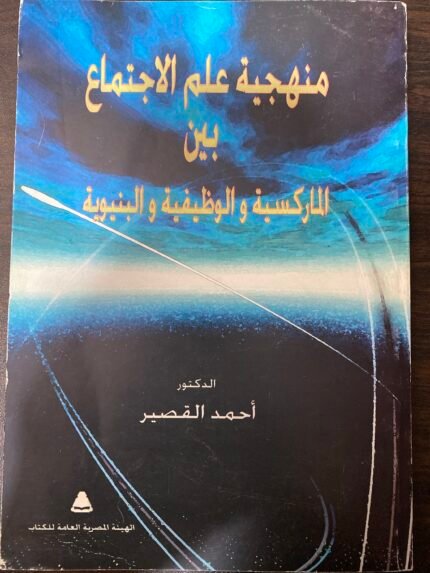 منهجية علم الاجتماع
بين
الماركسية و الوظيفية و البنيوية
الدكتور
أحمد القصير
الهيئة المصرية العامة للكتاب